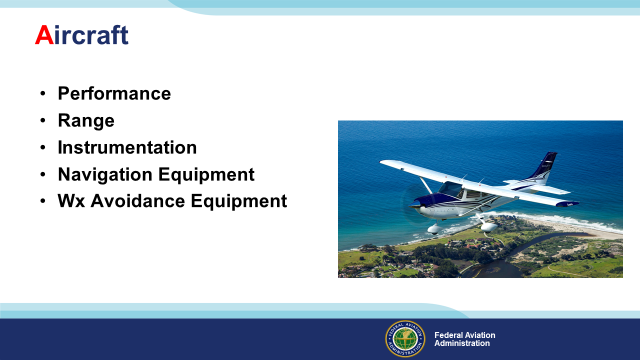 Aircraft
• Performance
• Range
• Instrumentation
• Navigation Equipment
• Wx Avoidance Equipment
Federal Aviation
Administration